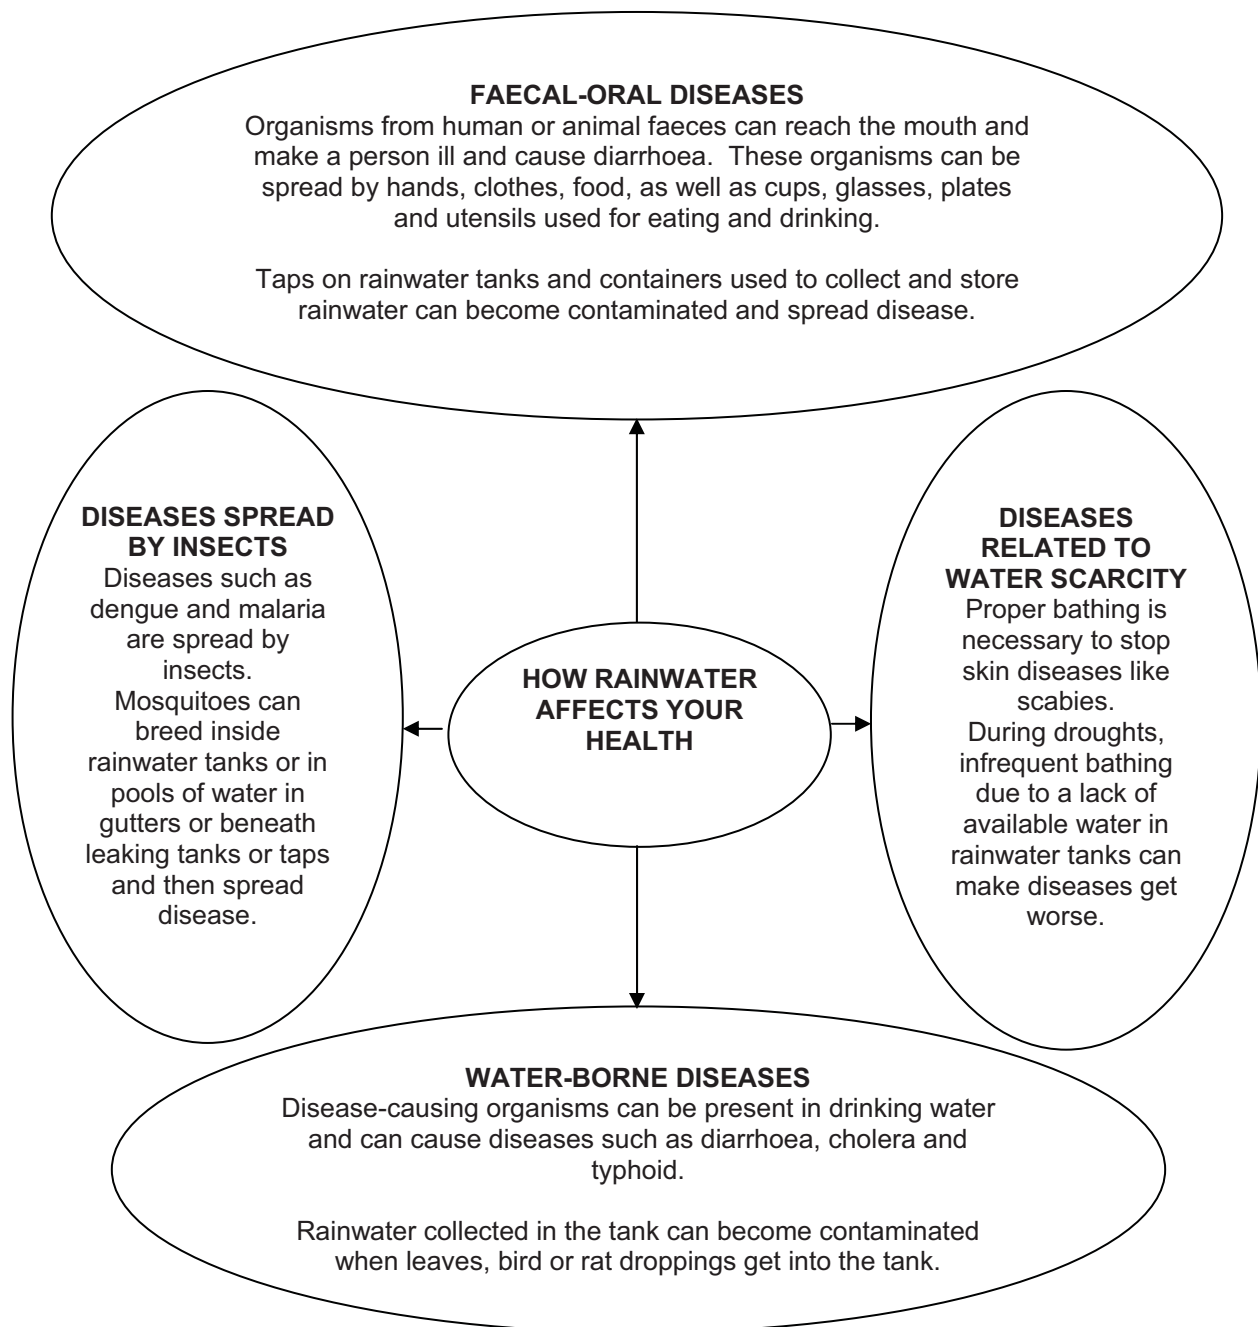 FAECAL-ORAL DISEASES
Organisms from human or animal faeces can reach the mouth and
make a person ill and cause diarrhoea.  These organisms can be
spread by hands, clothes, food, as well as cups, glasses, plates
and utensils used for eating and drinking.
Taps on rainwater tanks and containers used to collect and store
rainwater can become contaminated and spread disease.
DISEASES SPREAD
BY INSECTS
Diseases such as
dengue and malaria
are spread by
insects.
Mosquitoes can
breed inside
rainwater tanks or in
pools of water in
gutters or beneath
leaking tanks or taps
and then spread
disease.
HOW RAINWATER
AFFECTS YOUR
HEALTH
DISEASES
RELATED TO
WATER SCARCITY
Proper bathing is
necessary to stop
skin diseases like
scabies.
During droughts,
infrequent bathing
due to a lack of
available water in
rainwater tanks can
make diseases get
worse.
WATER-BORNE DISEASES
Disease-causing organisms can be present in drinking water
and can cause diseases such as diarrhoea, cholera and
typhoid.
Rainwater collected in the tank can become contaminated
when leaves, bird or rat droppings get into the tank.